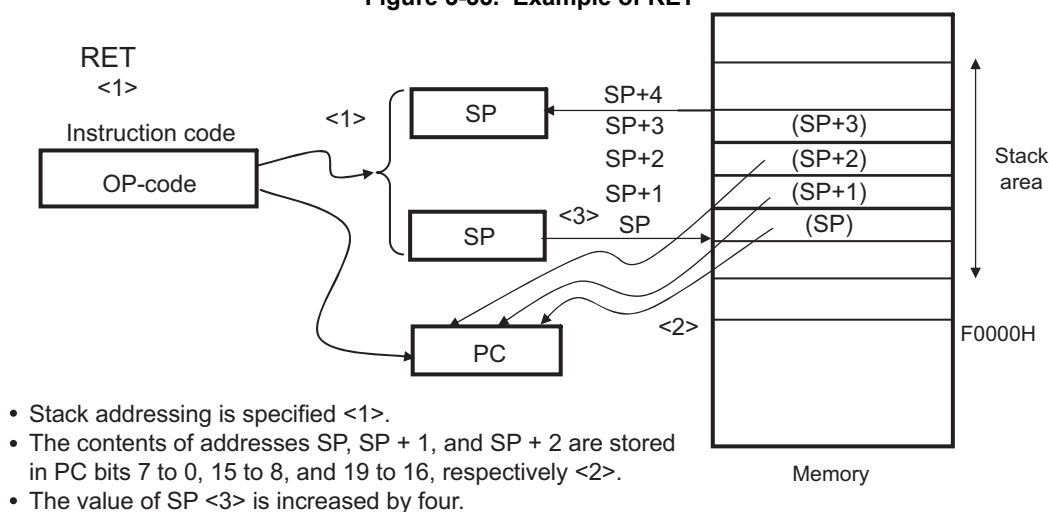 Figure Example of RET
RET
<1>
Instruction code
OP-code
<1>
SP
SP
<3>
PC
SP+4
SP+3
SP+2
SP+1
SP
<2>
(SP+3)
(SP+2)
(SP+1)
(SP)
Stack
area
F0000H
Memory
• Stack addressing is specified <1>.
• The contents of addresses SP, SP + 1, and SP + 2 are stored
in PC bits 7 to 0, 15 to 8, and 19 to 16, respectively <2>.
• The value of SP <3> is increased by four.